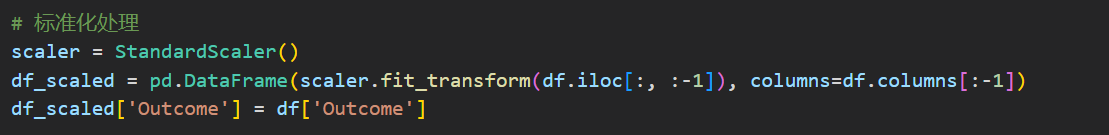 # 标准化处理
scaler = StandardScaler()
df_scaled = pd.DataFrame(scaler.fit_transform(df.iloc[:, :-1]), columns=df.columns[:-1])
df_scaled['Outcome'] = df['Outcome']